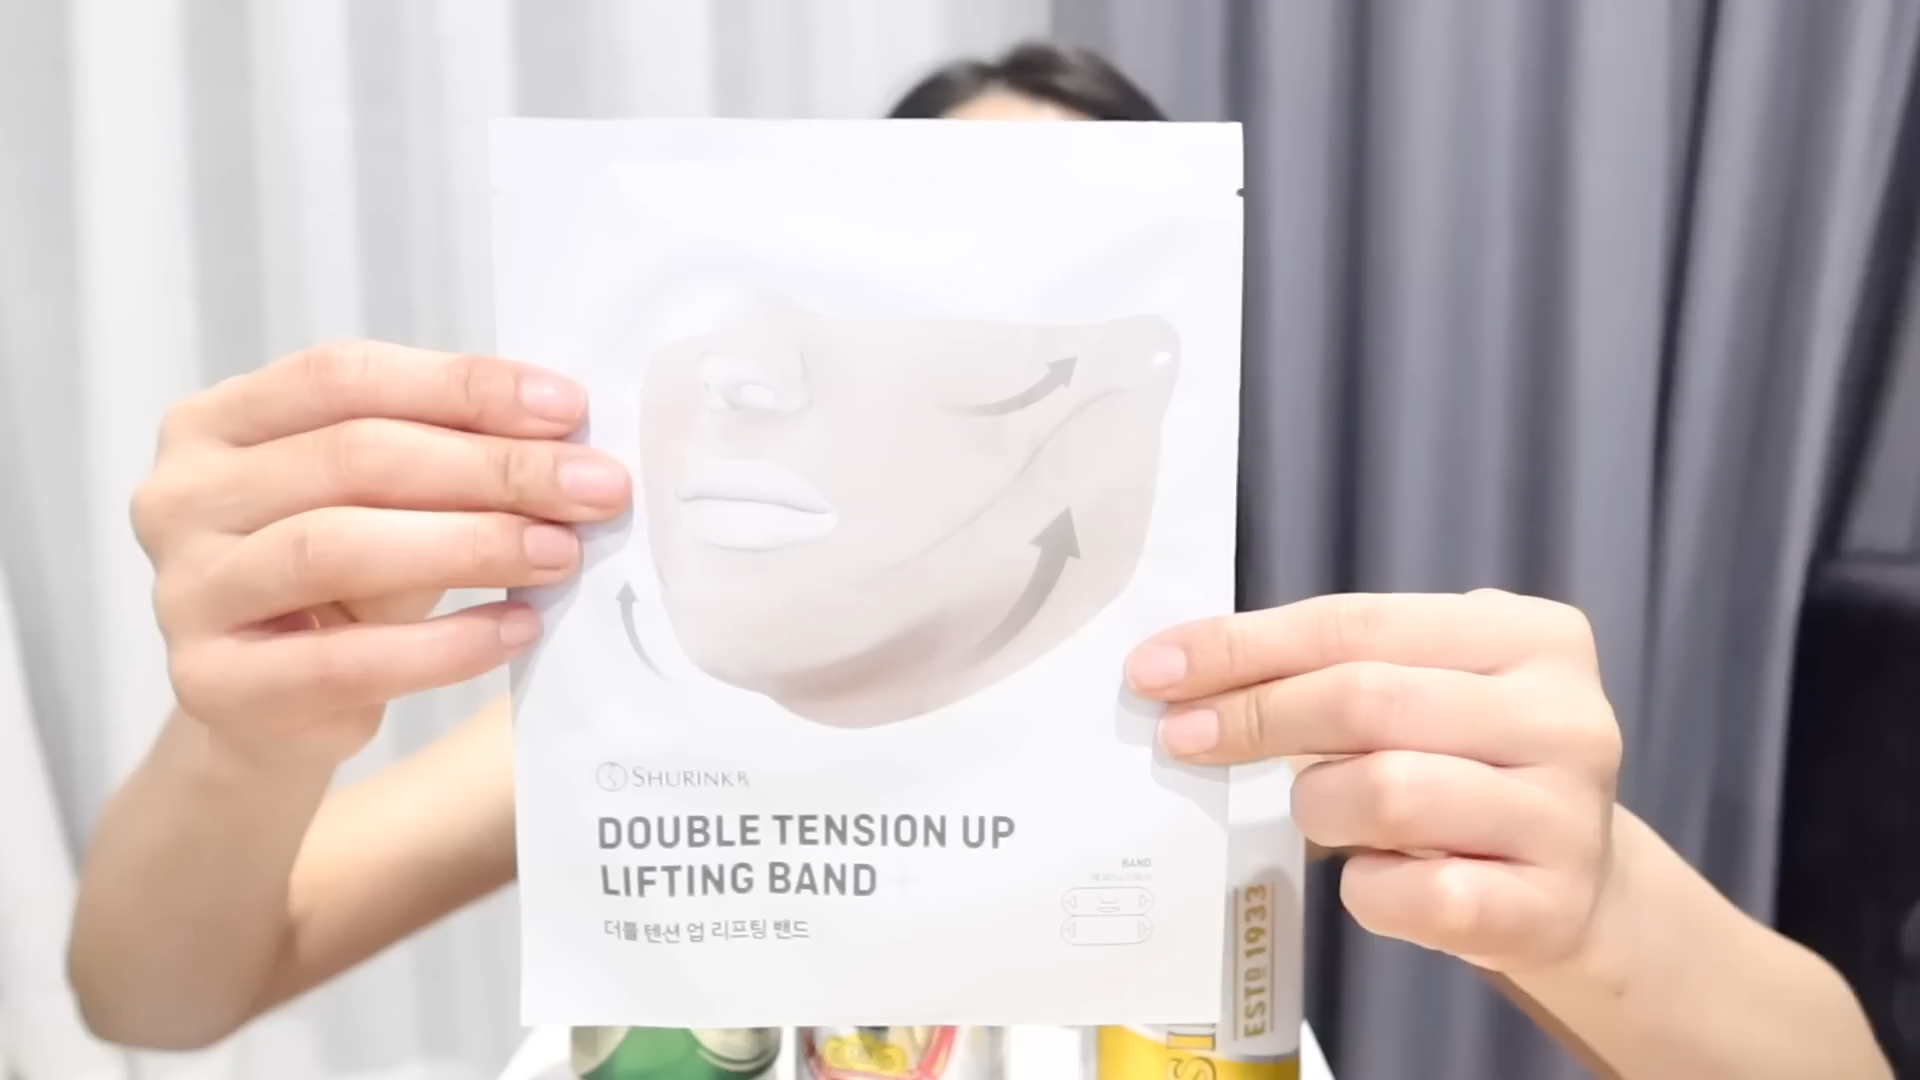 SHURINK℞
DOUBLE TENSION UP
LIFTING BAND
더블 텐션 업 리프팅 밴드
BAND
ESTD 1933